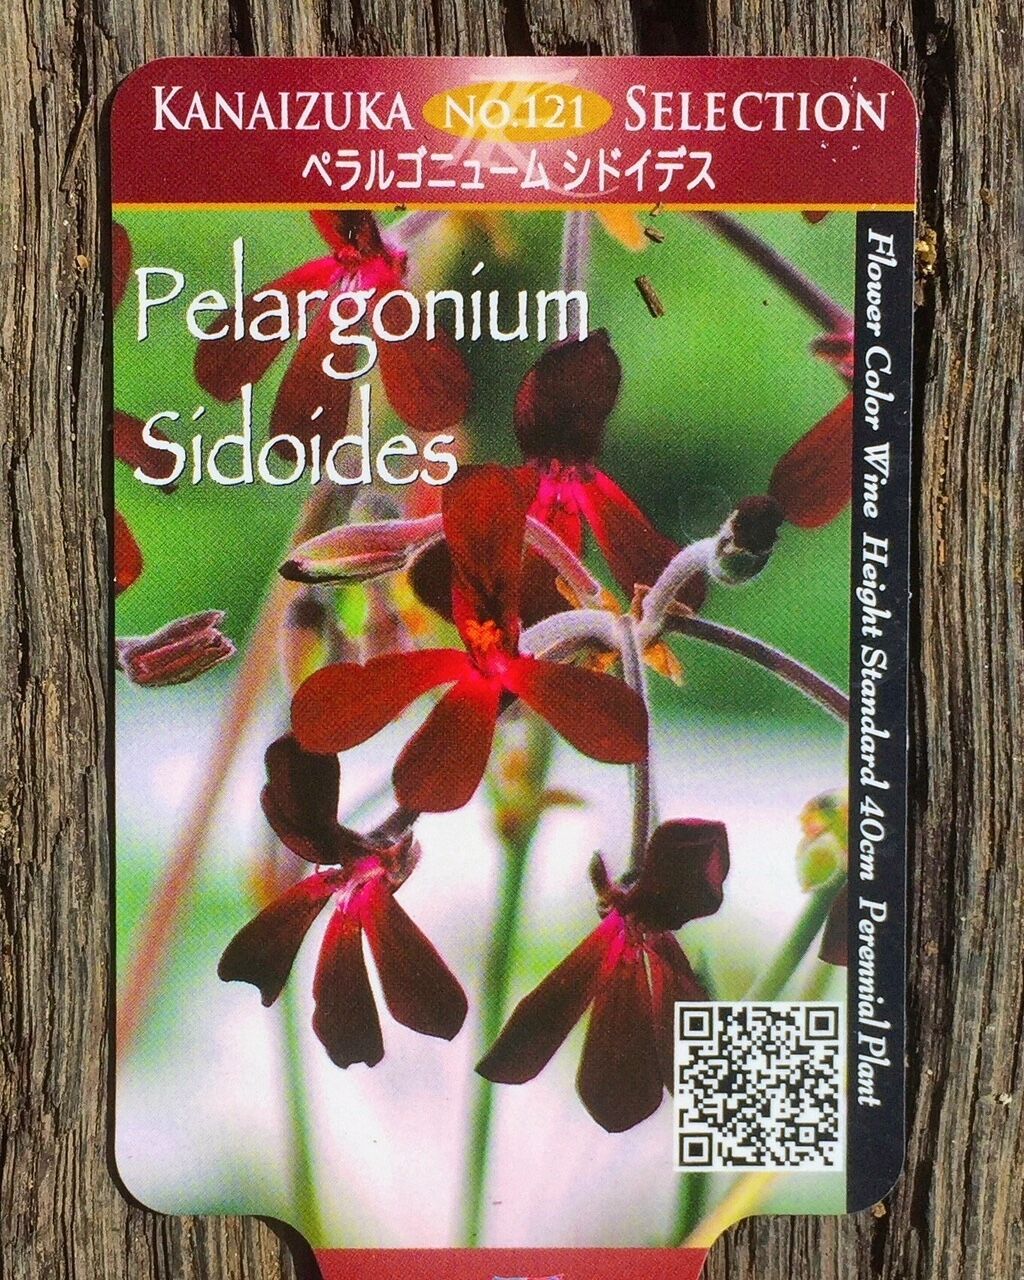 KANAIZUKA NO.121 SELECTION
ペラルゴニューム シドイデス
Pelargonium
Sidoides
Flower Color Wine Height Standard 40cm Perennial Plant